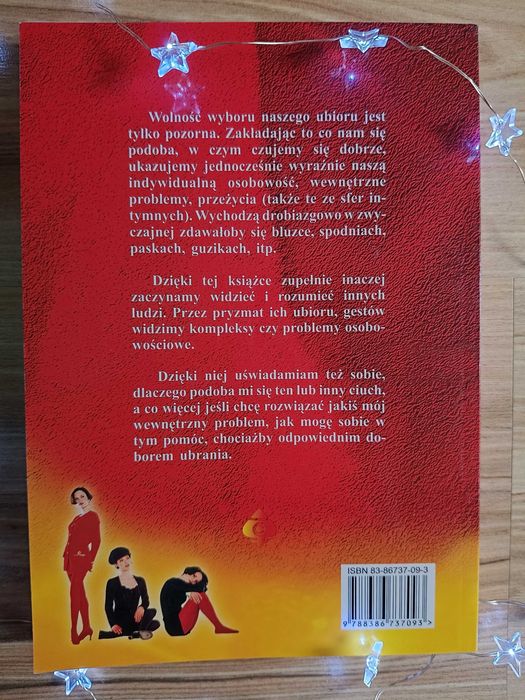 Wolność wyboru naszego ubioru jest
tylko pozorna. Zakładając to co nam się
podoba, w czym czujemy się dobrze,
ukazujemy jednocześnie wyraźnie naszą
indywidualną osobowość, wewnętrzne
problemy, przeżycia (także te ze sfer in-
tymnych). Wychodzą drobiazgowo w zwy-
czajnej zdawałoby się bluzce, spodniach,
paskach, guzikach, itp.
Dzięki tej książce zupełnie inaczej
zaczynamy widzieć i rozumieć innych
ludzi. Przez pryzmat ich ubioru, gestów
widzimy kompleksy czy problemy osobo-
wościowe.
Dzięki niej uświadamiam też sobie,
dlaczego podoba mi się ten lub inny ciuch,
a co więcej jeśli chcę rozwiązać jakiś mój
wewnętrzny problem, jak mogę sobie w
tym pomóc, chociażby odpowiednim do-
borem ubrania.
ISBN 83-86737-09-3
9788386737093>